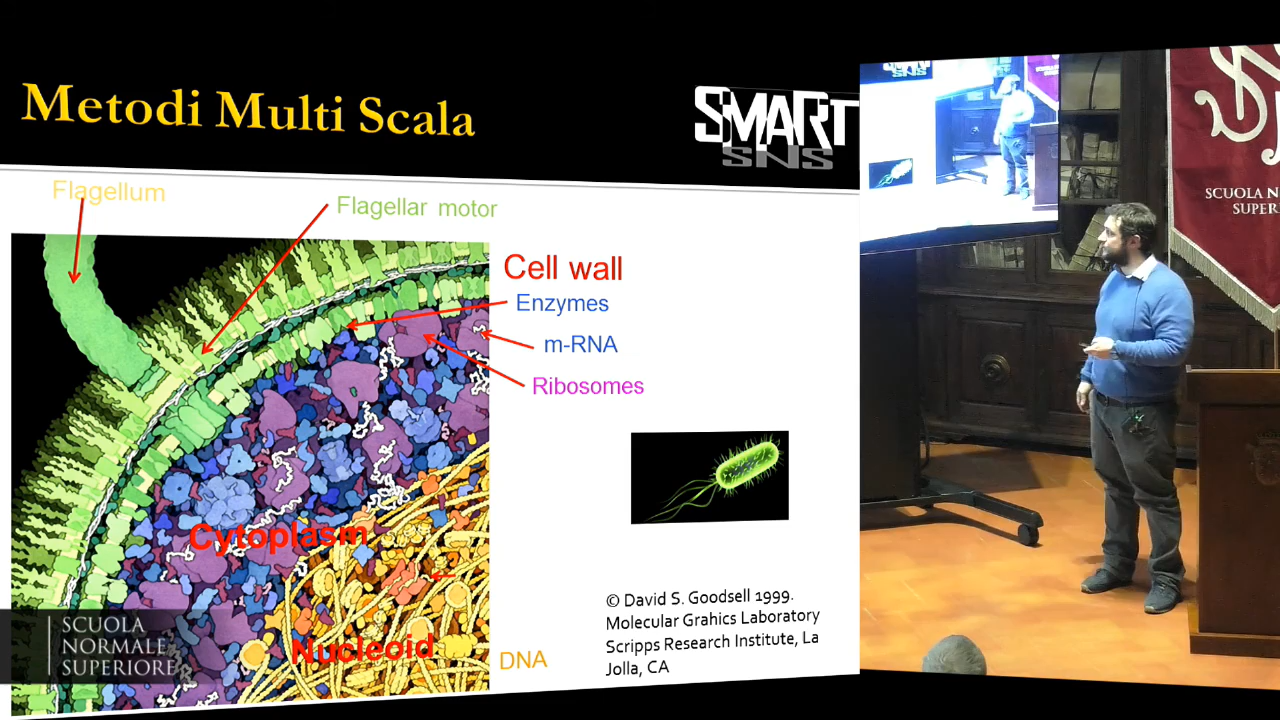 Metodi Multi Scala
SMART
SNS
Flagellum
Flagellar motor
Cell wall
Enzymes
m-RNA
Ribosomes
Cytoplasm
Nucleoid
DNA
© David S. Goodsell 1999.
Molecular Grahics Laboratory
Scripps Research Institute, La
Jolla, CA
SCUOLA
NORMALE
SUPERIORE
SNS
SCUOLA N
SUPER